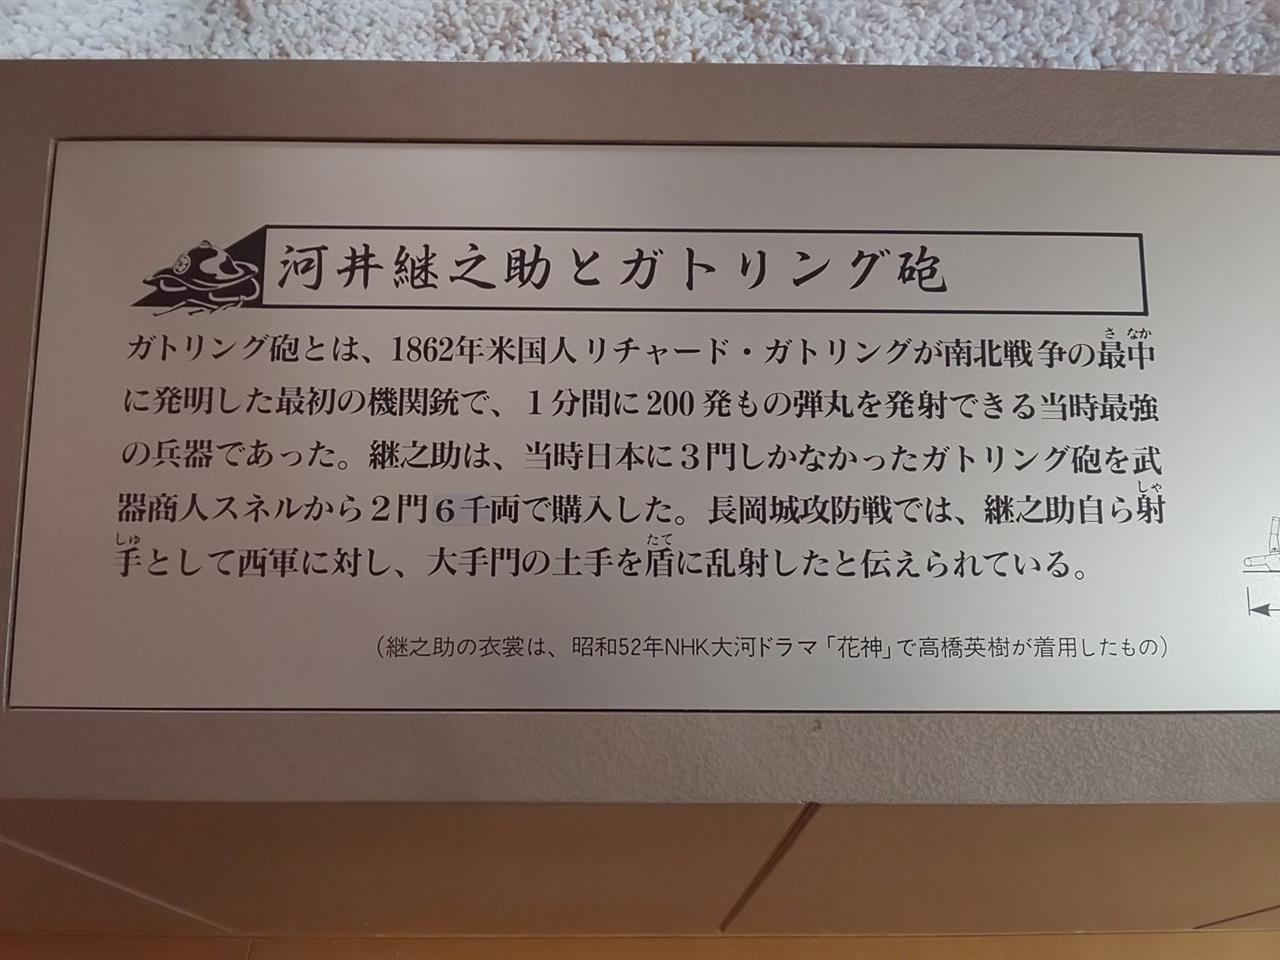 河井継之助とガトリング砲
ガトリング砲とは、1862年米国人リチャード・ガトリングが南北戦争の最中
に発明した最初の機関銃で、１分間に200発もの弾丸を発射できる当時最強
の兵器であった。継之助は、当時日本に３門しかなかったガトリング砲を武
器商人スネルから２門６千両で購入した。長岡城攻防戦では、継之助自ら射
手として西軍に対し、大手門の土手を盾に乱射したと伝えられている。
（継之助の衣裳は、昭和52年NHK大河ドラマ「花神」で高橋英樹が着用したもの）